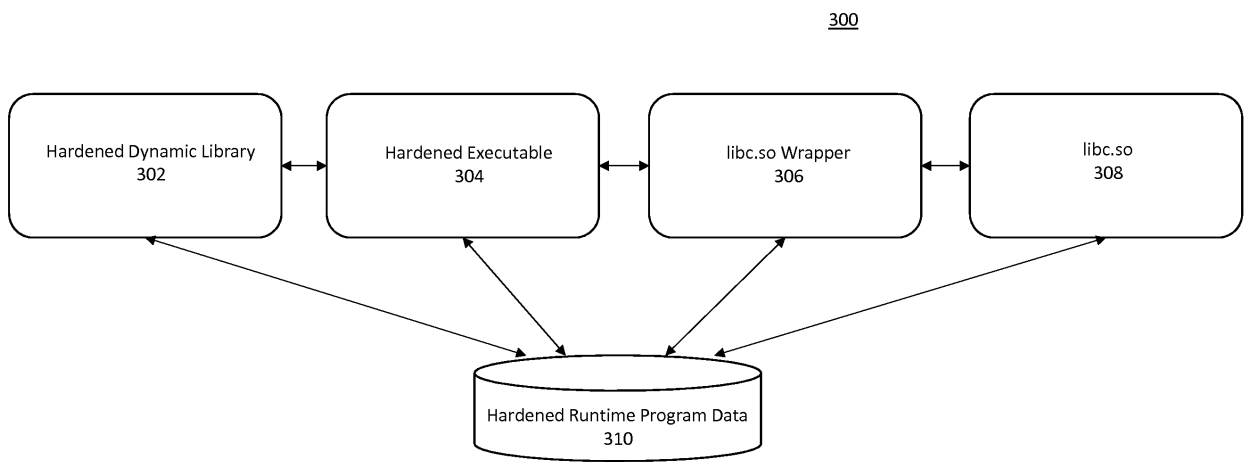 300
Hardened Dynamic Library
302
Hardened Executable
304
libc.so Wrapper
306
libc.so
308
Hardened Runtime Program Data
310